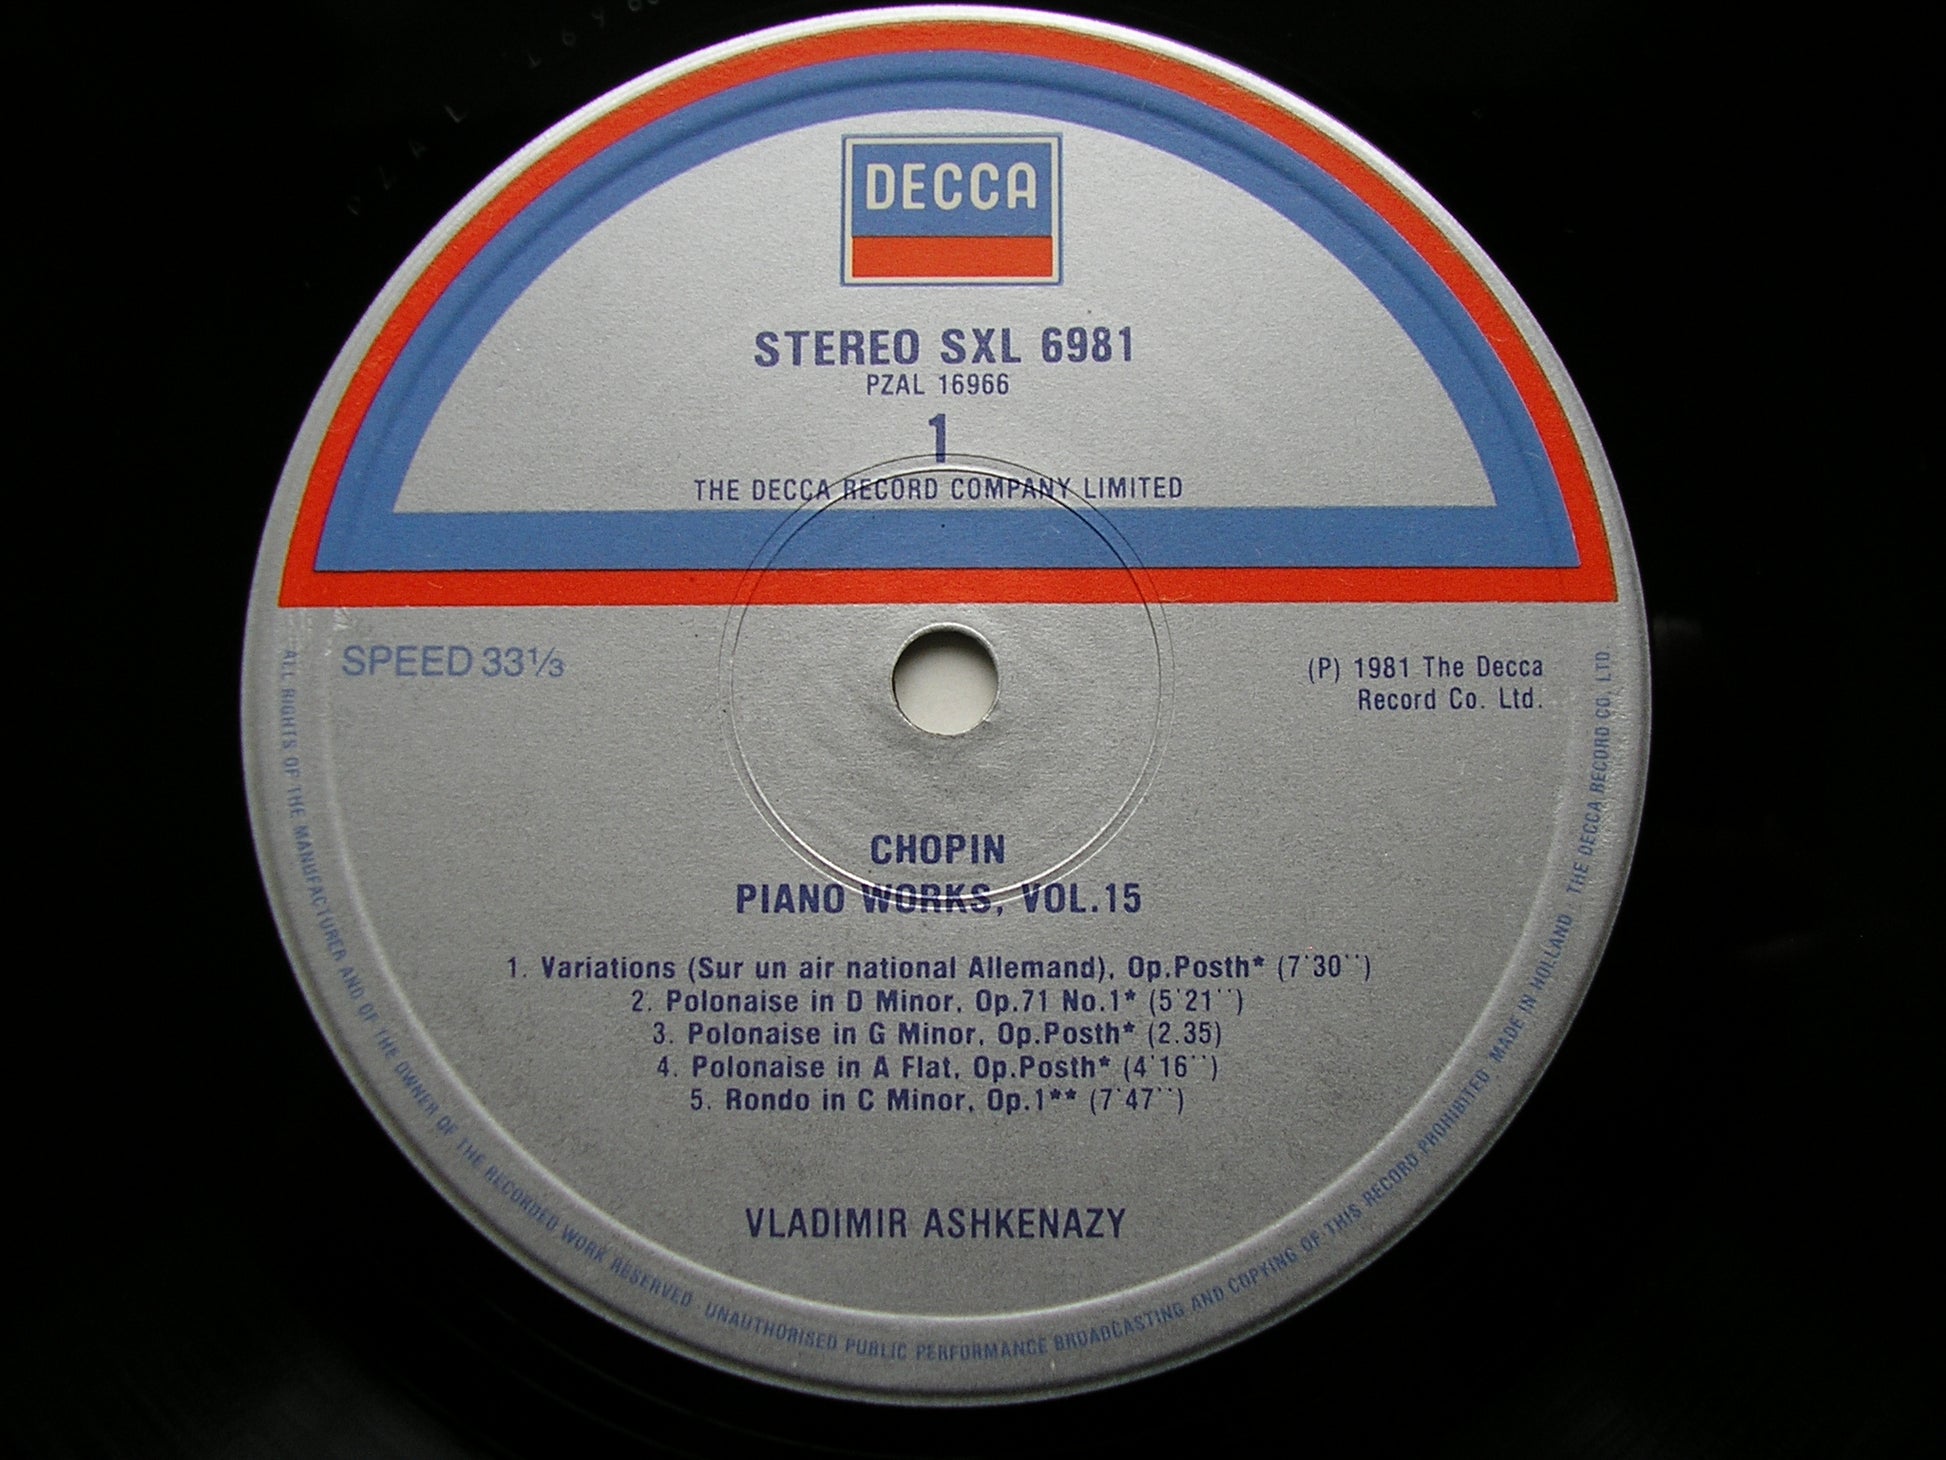 DECCA
STEREO SXL 6981
PZAL 16966
1
THE DECCA RECORD COMPANY LIMITED
SPEED 33⅓
(P) 1981 The Decca
Record Co. Ltd.
CHOPIN
PIANO WORKS, VOL.15
1. Variations (Sur un air national Allemand), Op.Posth* (7'30'')
2. Polonaise in D Minor, Op.71 No.1* (5'21'')
3. Polonaise in G Minor, Op.Posth* (2.35)
4. Polonaise in A Flat, Op.Posth* (4'16'')
5. Rondo in C Minor, Op.1** (7'47'')
VLADIMIR ASHKENAZY
ALL RIGHTS OF THE MANUFACTURER AND OF THE OWNER OF THE RECORDED WORK RESERVED · UNAUTHORISED PUBLIC PERFORMANCE BROADCASTING AND COPYING OF THIS RECORD PROHIBITED · MADE IN HOLLAND · THE DECCA RECORD CO. LTD.